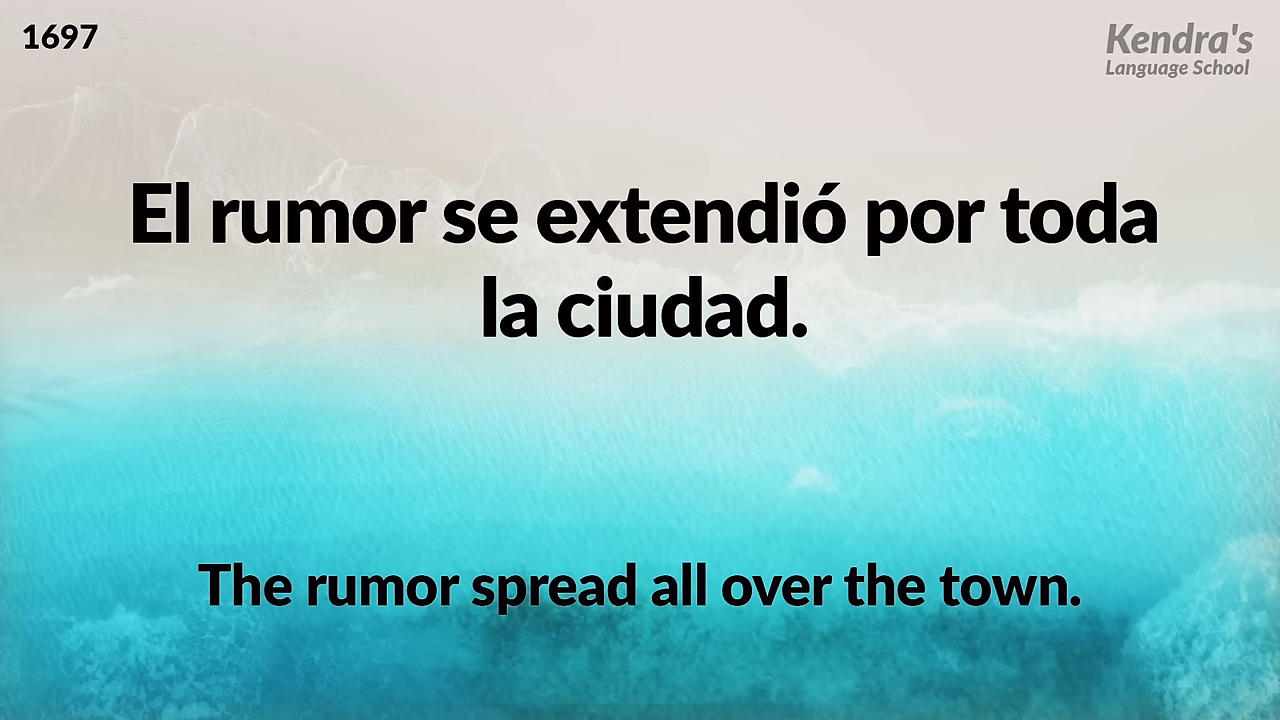 1697
Kendra's
Language School
El rumor se extendió por toda
la ciudad.
The rumor spread all over the town.